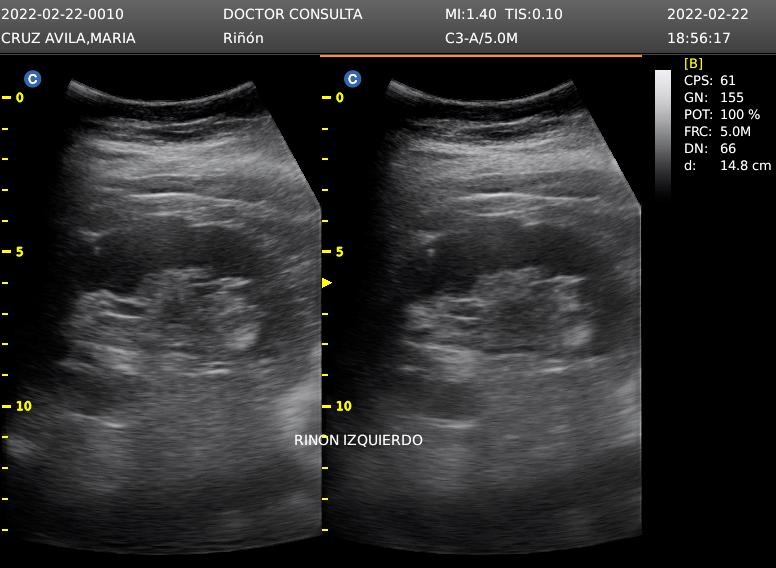 2022-02-22-0010 DOCTOR CONSULTA MI:1.40 TIS:0.10 2022-02-22
CRUZ AVILA,MARIA Riñón C3-A/5.0M 18:56:17
[B]
C C CPS: 61
0 0 GN: 155
POT: 100 %
FRC: 5.0M
DN: 66
d: 14.8 cm
5 5
10 10
RINON IZQUIERDO